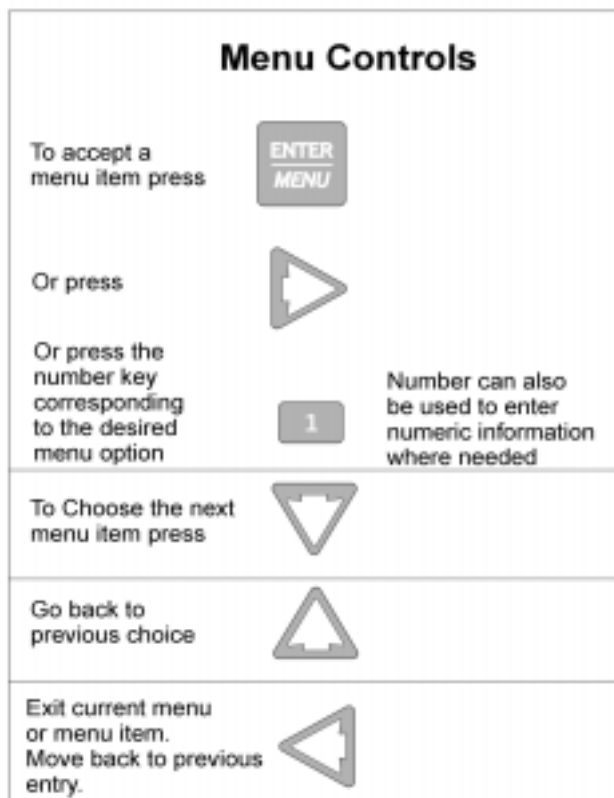 Menu Controls
To accept a
menu item press
ENTER
MENU
Or press
Or press the
number key
corresponding
to the desired
menu option
1
Number can also
be used to enter
numeric information
where needed
To Choose the next
menu item press
Go back to
previous choice
Exit current menu
or menu item.
Move back to previous
entry.